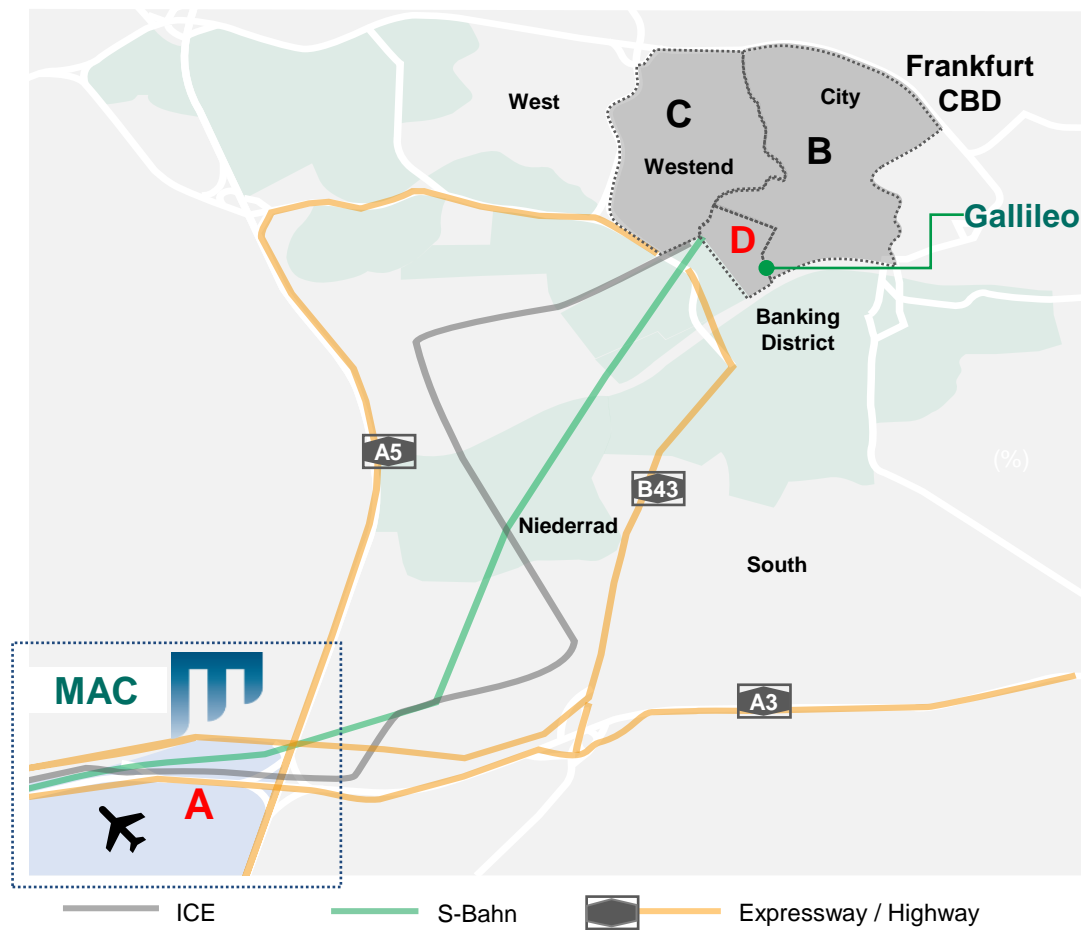 Frankfurt
CBD
West
City
C
B
Westend
Gallileo
D
Banking
District
A5
(%)
B43
Niederrad
South
MAC
A3
A
ICE
S-Bahn
Expressway / Highway